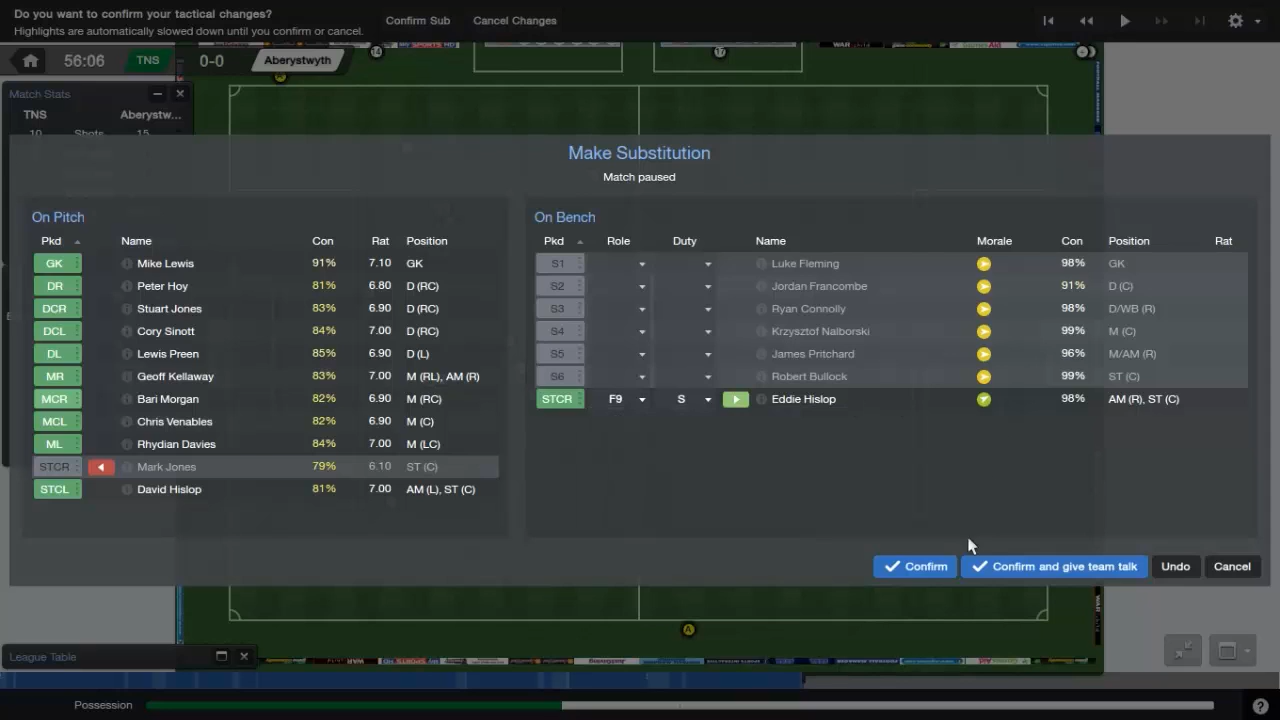 Do you want to confirm your tactical changes?
Highlights are automatically slowed down until you confirm or cancel.
Confirm Sub
Cancel Changes
56:06
TNS
0-0
Aberystwyth
14
17
Match Stats
TNS
Aberystw...
10
Shots
15
Make Substitution
Match paused
On Pitch
Pkd Name Con Rat Position
GK Mike Lewis 91% 7.10 GK
DR Peter Hoy 81% 6.80 D (RC)
DCR Stuart Jones 83% 6.90 D (RC)
DCL Cory Sinott 84% 7.00 D (RC)
DL Lewis Preen 85% 6.90 D (L)
MR Geoff Kellaway 83% 7.00 M (RL), AM (R)
MCR Bari Morgan 82% 6.90 M (RC)
MCL Chris Venables 82% 6.90 M (C)
ML Rhydian Davies 84% 7.00 M (LC)
STCR Mark Jones 79% 6.10 ST (C)
STCL David Hislop 81% 7.00 AM (L), ST (C)
On Bench
Pkd Role Duty Name Morale Con Position Rat
S1 Luke Fleming 98% GK
S2 Jordan Francombe 91% D (C)
S3 Ryan Connolly 98% D/WB (R)
S4 Krzysztof Nalborski 99% M (C)
S5 James Pritchard 96% M/AM (R)
S6 Robert Bullock 99% ST (C)
STCR F9 S Eddie Hislop 98% AM (R), ST (C)
Confirm
Confirm and give team talk
Undo
Cancel
A
League Table
Possession